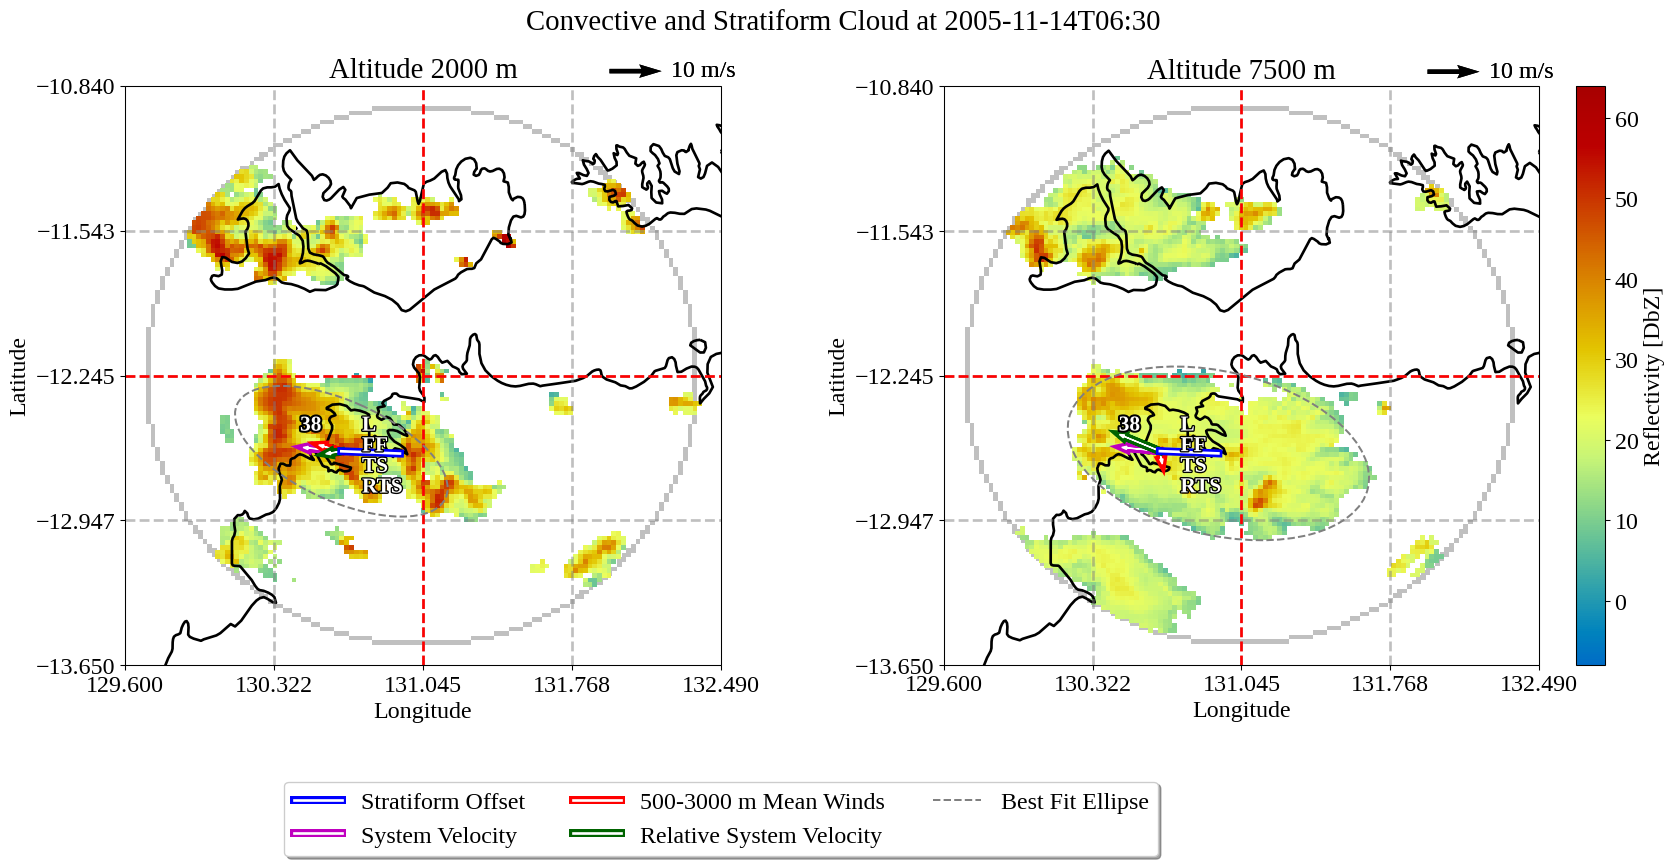 Convective and Stratiform Cloud at 2005-11-14T06:30
Altitude 2000 m
10 m/s
Altitude 7500 m
10 m/s
−10.840
−11.543
−12.245
−12.947
−13.650
Latitude
129.600
130.322
131.045
131.768
132.490
Longitude
38
L
FF
TS
RTS
−10.840
−11.543
−12.245
−12.947
−13.650
Latitude
129.600
130.322
131.045
131.768
132.490
Longitude
38
L
FF
TS
RTS
60
50
40
30
20
10
0
Reflectivity [DbZ]
Stratiform Offset
System Velocity
500-3000 m Mean Winds
Relative System Velocity
Best Fit Ellipse